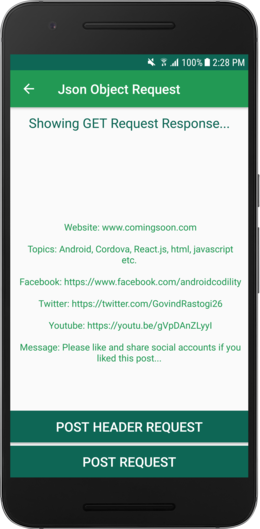 100% 2:28 PM
Json Object Request
Showing GET Request Response...
Website: www.comingsoon.com
Topics: Android, Cordova, React.js, html, javascript
etc.
Facebook: https://www.facebook.com/androidcodility
Twitter: https://twitter.com/GovindRastogi26
Youtube: https://youtu.be/gVpDAnZLyyI
Message: Please like and share social accounts if you
liked this post...
POST HEADER REQUEST
POST REQUEST